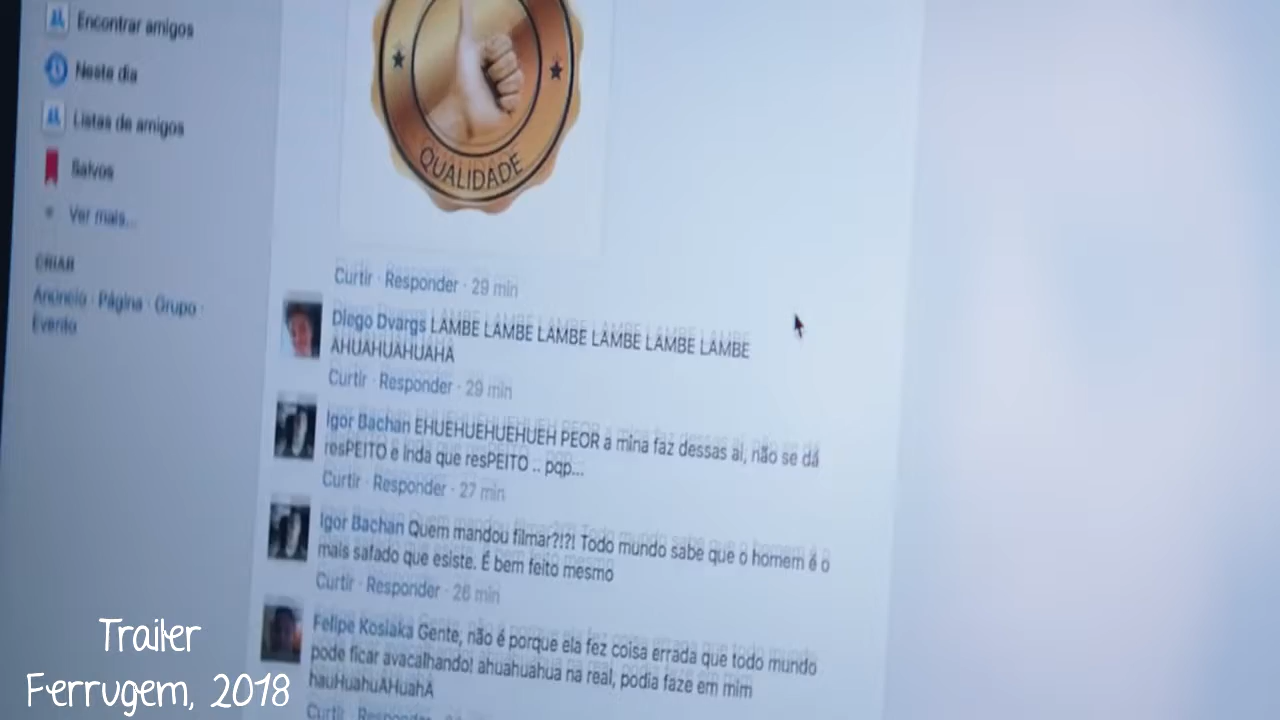 Encontrar amigos
Neste dia
Listas de amigos
Salvos
Ver mais...
CRIAR
Anúncio · Página · Grupo ·
Evento
QUALIDADE
Curtir · Responder · 29 min
Diego Dvargs LAMBE LAMBE LAMBE LAMBE LAMBE LAMBE
AHUAHUAHUAHA
Curtir · Responder · 29 min
Igor Bachan EHUEHUEHUEHUEH PEOR a mina faz dessas ai, não se dá
resPEITO e inda que resPEITO .. pqp...
Curtir · Responder · 27 min
Igor Bachan Quem mandou filmar?!?! Todo mundo sabe que o homem é o
mais safado que esiste. É bem feito mesmo
Curtir · Responder · 26 min
Felipe Kosiaka Gente, não é porque ela fez coisa errada que todo mundo
pode ficar avacalhando! ahuahuahua na real, podia faze em mim
hauHuahuAHuahA
Curtir · Responder
Trailer
Ferrugem, 2018